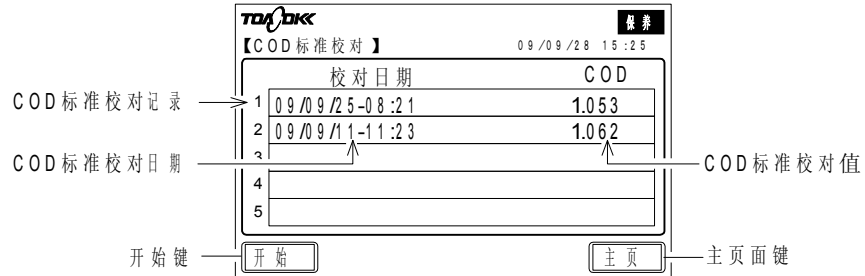 TOADKK
保养
【COD标准校对】 09/09/28 15:25
校对日期 COD
COD标准校对记录
1 09/09/25-08:21 1.053
2 09/09/11-11:23 1.062
3
COD标准校对日期
COD标准校对值
4
5
开始键
开始
主页
主页面键